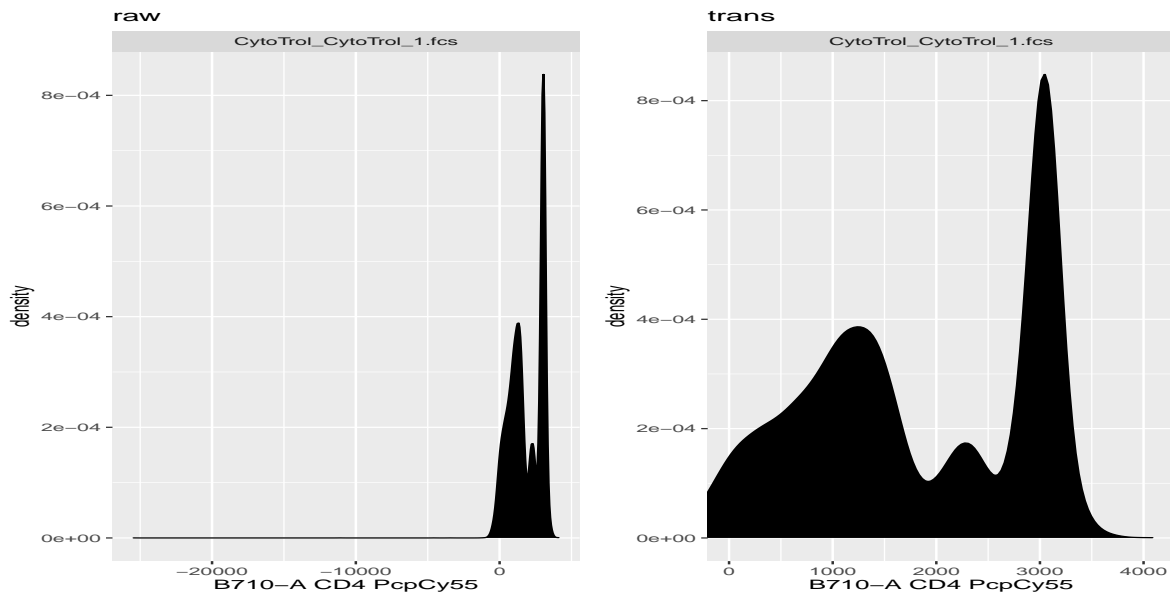 raw
CytoTrol_CytoTrol_1.fcs
8e−04
6e−04
4e−04
2e−04
0e+00
density
−20000
−10000
0
B710−A CD4 PcpCy55
trans
CytoTrol_CytoTrol_1.fcs
8e−04
6e−04
4e−04
2e−04
0e+00
density
0
1000
2000
3000
4000
B710−A CD4 PcpCy55